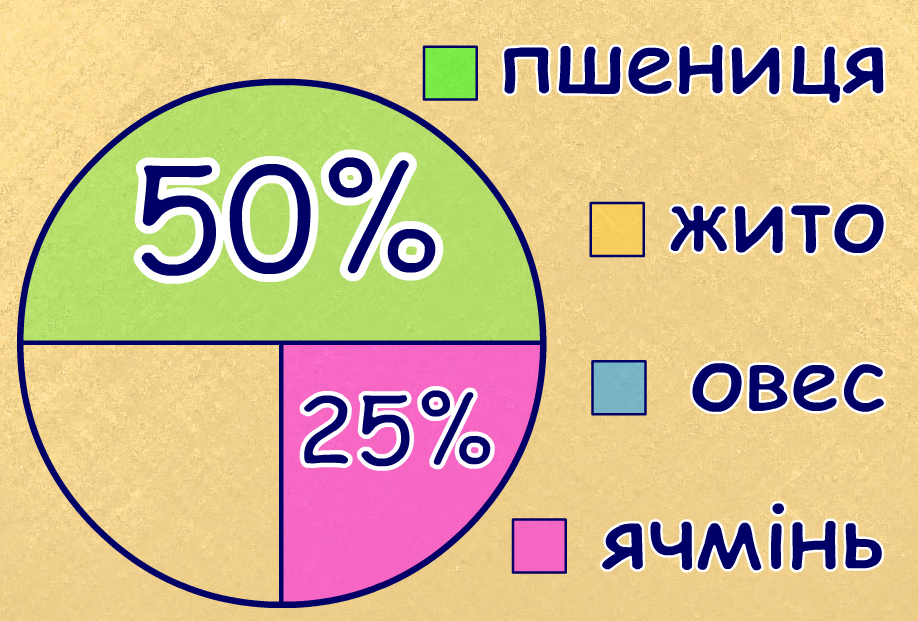 пшениця
50%
жито
25%
овес
ячмінь